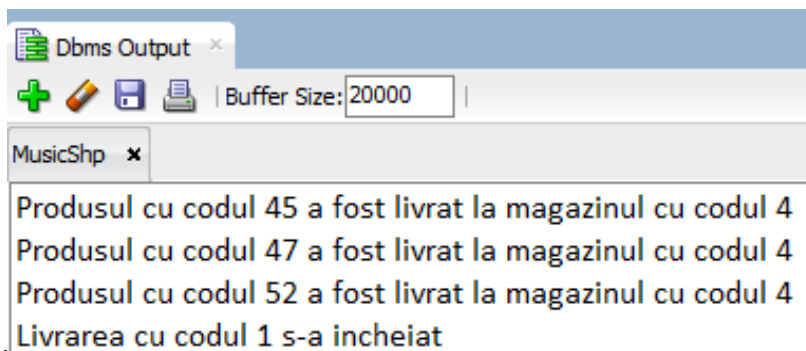 Dbms Output
Buffer Size: 20000
MusicShp
Produsul cu codul 45 a fost livrat la magazinul cu codul 4
Produsul cu codul 47 a fost livrat la magazinul cu codul 4
Produsul cu codul 52 a fost livrat la magazinul cu codul 4
Livrarea cu codul 1 s-a incheiat